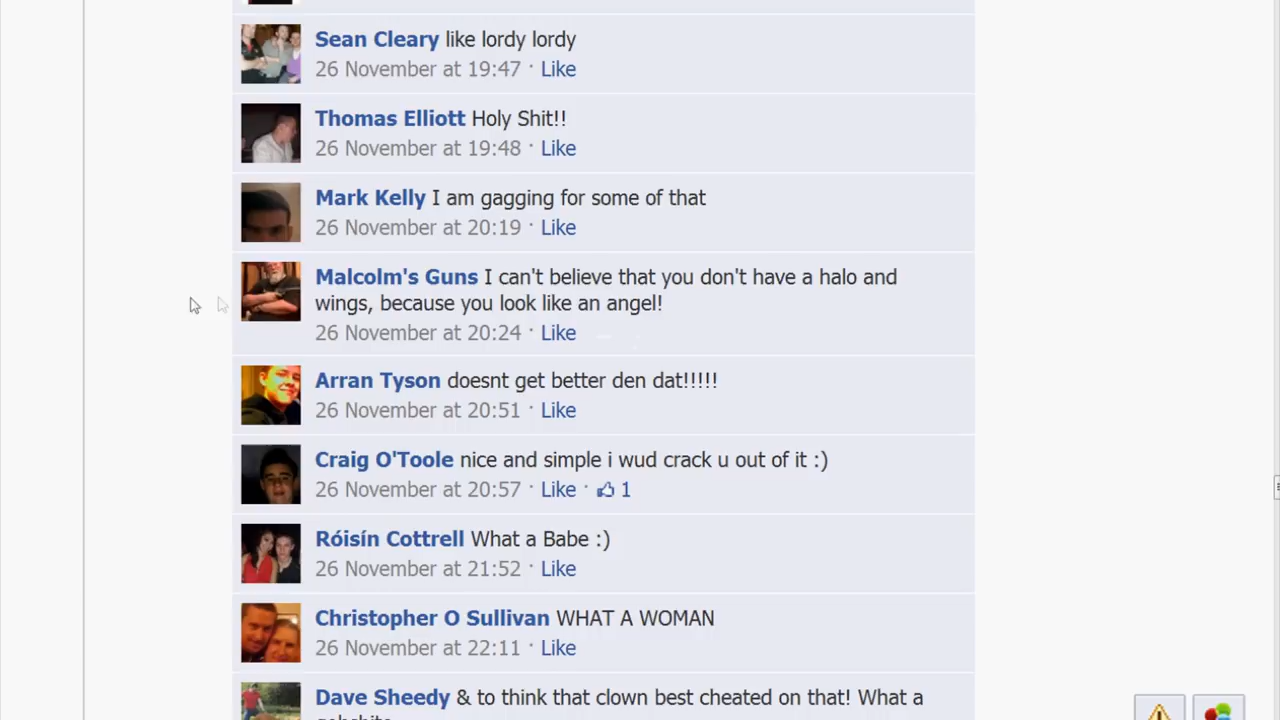 Sean Cleary like lordy lordy
26 November at 19:47 · Like
Thomas Elliott Holy Shit!!
26 November at 19:48 · Like
Mark Kelly I am gagging for some of that
26 November at 20:19 · Like
Malcolm's Guns I can't believe that you don't have a halo and
wings, because you look like an angel!
26 November at 20:24 · Like
Arran Tyson doesnt get better den dat!!!!!
26 November at 20:51 · Like
Craig O'Toole nice and simple i wud crack u out of it :)
26 November at 20:57 · Like · 1
Róisín Cottrell What a Babe :)
26 November at 21:52 · Like
Christopher O Sullivan WHAT A WOMAN
26 November at 22:11 · Like
Dave Sheedy & to think that clown best cheated on that! What a